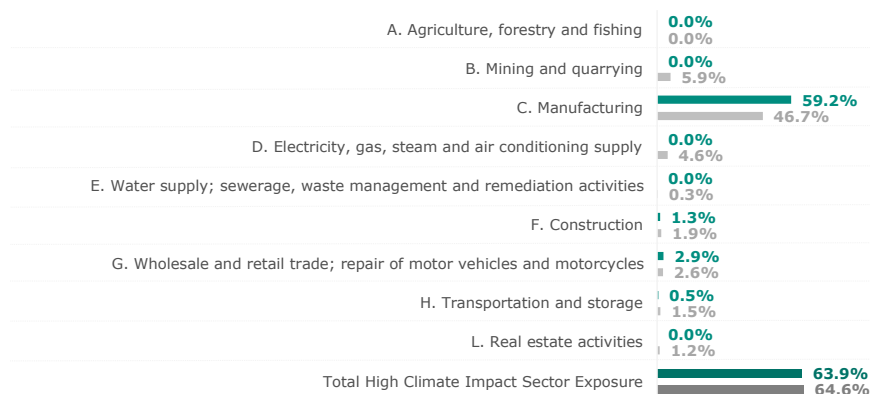 A. Agriculture, forestry and fishing
0.0%
0.0%
B. Mining and quarrying
0.0%
5.9%
C. Manufacturing
59.2%
46.7%
D. Electricity, gas, steam and air conditioning supply
0.0%
4.6%
E. Water supply; sewerage, waste management and remediation activities
0.0%
0.3%
F. Construction
1.3%
1.9%
G. Wholesale and retail trade; repair of motor vehicles and motorcycles
2.9%
2.6%
H. Transportation and storage
0.5%
1.5%
L. Real estate activities
0.0%
1.2%
Total High Climate Impact Sector Exposure
63.9%
64.6%